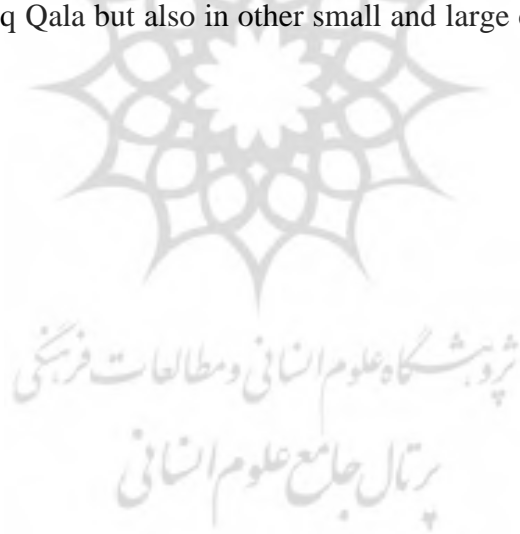 q Qala but also in other small and large
پژوهشگاه علوم انسانی و مطالعات فرهنگی
پرتال جامع علوم انسانی